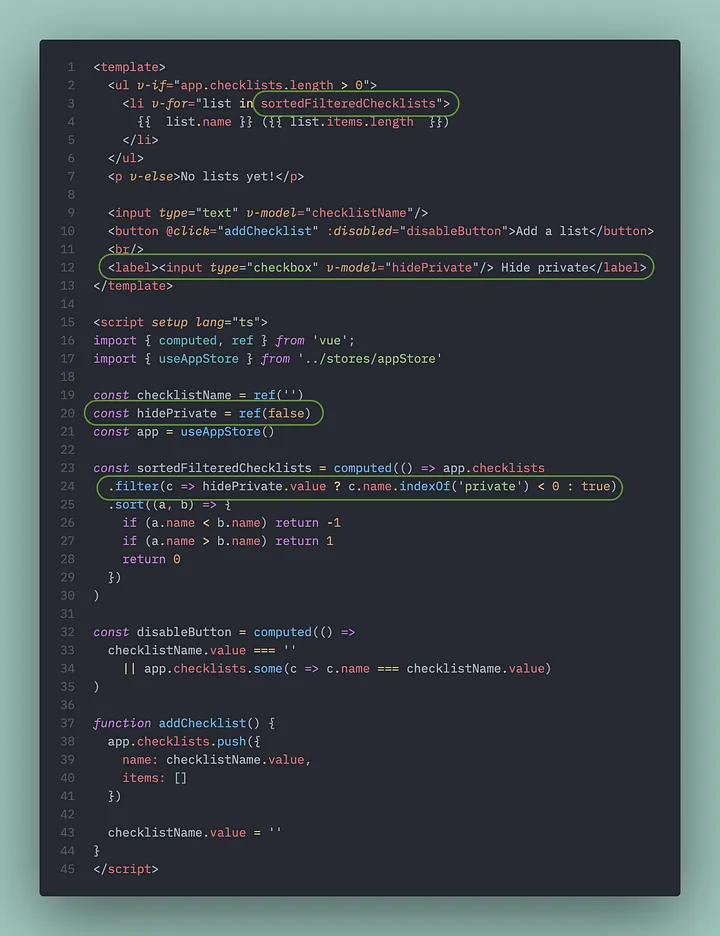 1 <template>
2   <ul v-if="app.checklists.length > 0">
3     <li v-for="list in sortedFilteredChecklists">
4       {{  list.name }} ({{ list.items.length  }})
5     </li>
6   </ul>
7   <p v-else>No lists yet!</p>
8
9   <input type="text" v-model="checklistName"/>
10   <button @click="addChecklist" :disabled="disableButton">Add a list</button>
11   <br/>
12   <label><input type="checkbox" v-model="hidePrivate"/> Hide private</label>
13 </template>
14
15 <script setup lang="ts">
16 import { computed, ref } from 'vue';
17 import { useAppStore } from '../stores/appStore'
18
19 const checklistName = ref('')
20 const hidePrivate = ref(false)
21 const app = useAppStore()
22
23 const sortedFilteredChecklists = computed(() => app.checklists
24   .filter(c => hidePrivate.value ? c.name.indexOf('private') < 0 : true)
25   .sort((a, b) => {
26     if (a.name < b.name) return -1
27     if (a.name > b.name) return 1
28     return 0
29   })
30 )
31
32 const disableButton = computed(() =>
33   checklistName.value === ''
34     || app.checklists.some(c => c.name === checklistName.value)
35 )
36
37 function addChecklist() {
38   app.checklists.push({
39     name: checklistName.value,
40     items: []
41   })
42
43   checklistName.value = ''
44 }
45 </script>